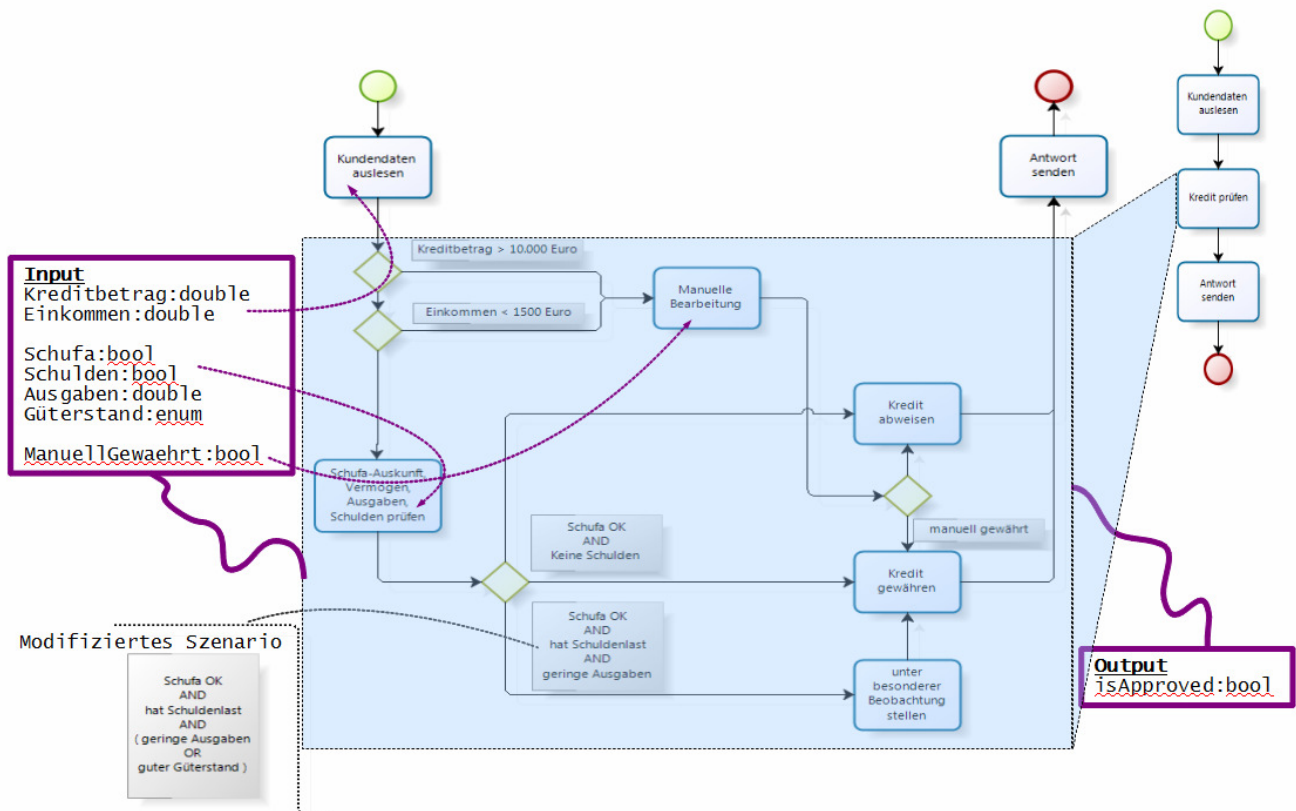 Kundendaten
auslesen
Kreditbetrag > 10.000 Euro
Einkommen < 1500 Euro
Manuelle
Bearbeitung
Antwort
senden
Kundendaten
auslesen
Kredit prüfen
Antwort
senden
Input
Kreditbetrag:double
Einkommen:double
Schufa:bool
Schulden:bool
Ausgaben:double
Güterstand:enum
ManuellGewaehrt:bool
Schufa-Auskunft,
Vermögen,
Ausgaben,
Schulden prüfen
Kredit
abweisen
manuell gewährt
Schufa OK
AND
Keine Schulden
Kredit
gewähren
Schufa OK
AND
hat Schuldenlast
AND
geringe Ausgaben
unter
besonderer
Beobachtung
stellen
Modifiziertes Szenario
Schufa OK
AND
hat Schuldenlast
AND
( geringe Ausgaben
OR
guter Güterstand )
Output
isApproved:bool